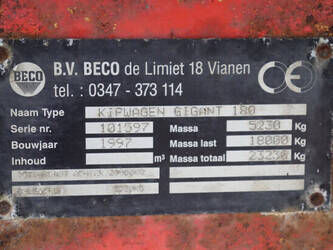 BECO B.V. BECO de Limiet 18 Vianen
tel. : 0347 - 373 114
Naam Type KIPWAGEN GIGANT 180
Serie nr. 101597 Massa 5230 Kg
Bouwjaar 1997 Massa last 18000 Kg
Inhoud m³ Massa totaal 23230 Kg